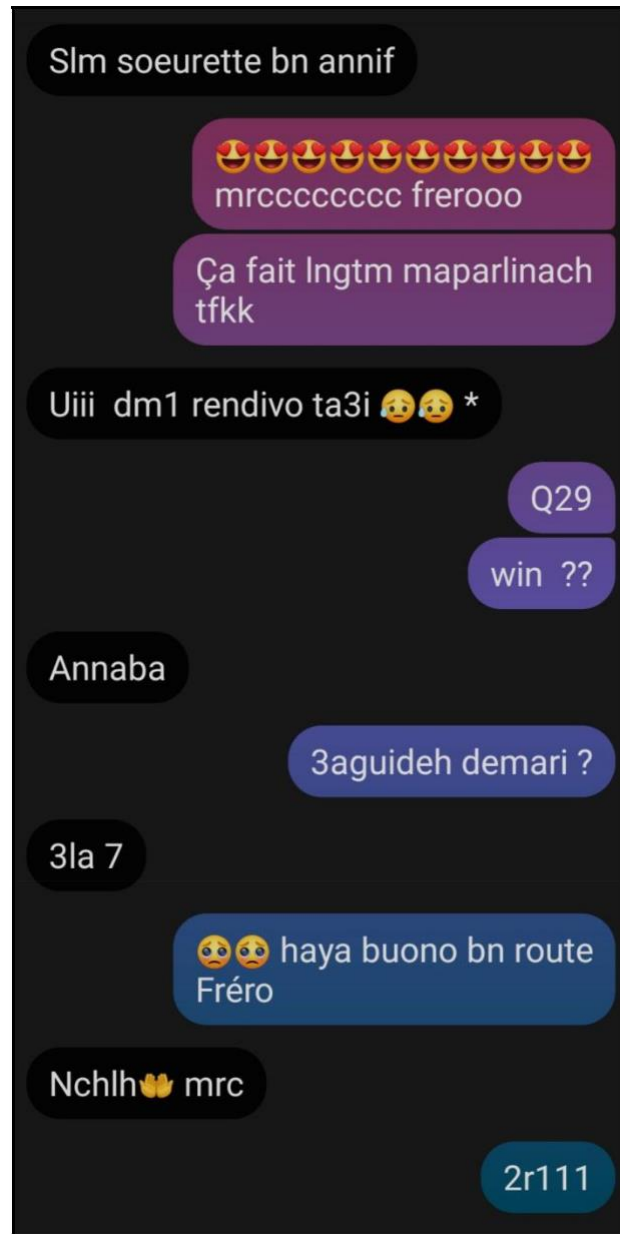 Slm soeurette bn annif
😍😍😍😍😍😍😍😍😍😍
mrcccccccc frerooo
Ça fait lngtm maparlinach
tfkk
Uiii dm1 rendivo ta3i 😥😥 *
Q29
win ??
Annaba
3aguideh demari ?
3la 7
🥺🥺 haya buono bn route
Fréro
Nchlh🤲 mrc
2r111